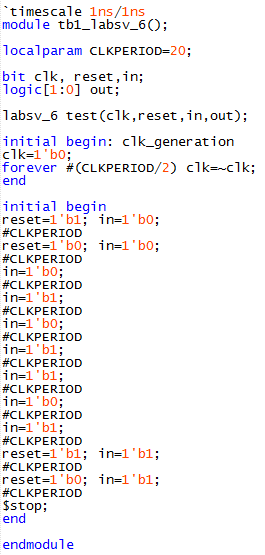 `timescale 1ns/1ns
module tb1_labsv_6();
localparam CLKPERIOD=20;
bit clk, reset,in;
logic[1:0] out;
labsv_6 test(clk,reset,in,out);
initial begin: clk_generation
clk=1'b0;
forever #(CLKPERIOD/2) clk=~clk;
end
initial begin
reset=1'b1; in=1'b0;
#CLKPERIOD
reset=1'b0; in=1'b0;
#CLKPERIOD
in=1'b0;
#CLKPERIOD
in=1'b1;
#CLKPERIOD
in=1'b0;
#CLKPERIOD
in=1'b1;
#CLKPERIOD
in=1'b1;
#CLKPERIOD
in=1'b0;
#CLKPERIOD
in=1'b1;
#CLKPERIOD
reset=1'b1; in=1'b1;
#CLKPERIOD
reset=1'b0; in=1'b1;
#CLKPERIOD
$stop;
end
endmodule